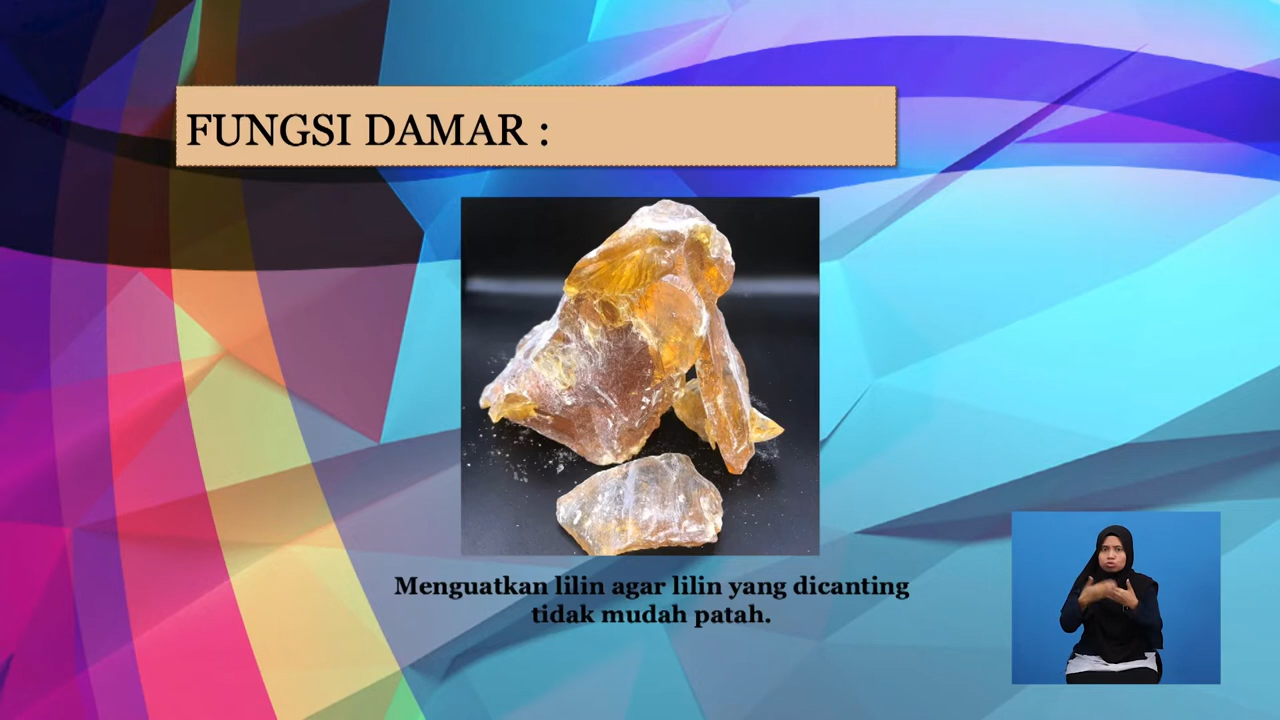 FUNGSI DAMAR :
Menguatkan lilin agar lilin yang dicanting
tidak mudah patah.